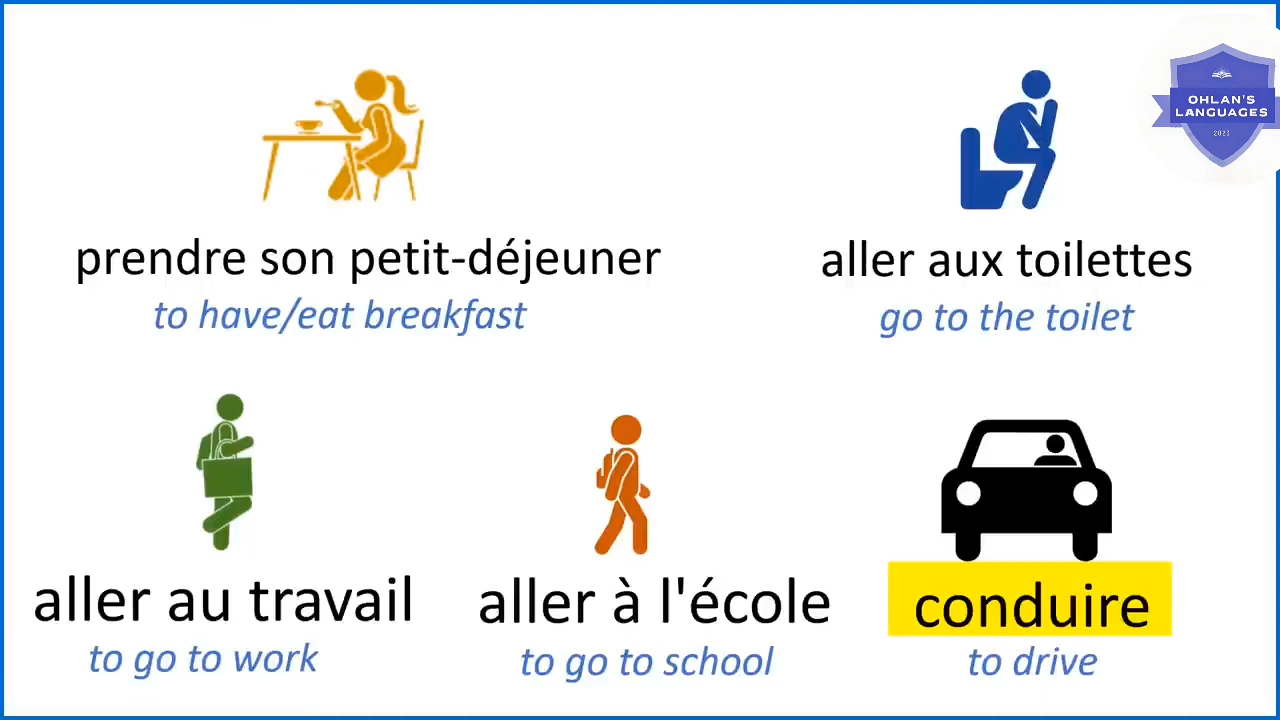 OHLAN'S
LANGUAGES
2023
prendre son petit-déjeuner
to have/eat breakfast
aller aux toilettes
go to the toilet
aller au travail
to go to work
aller à l'école
to go to school
conduire
to drive